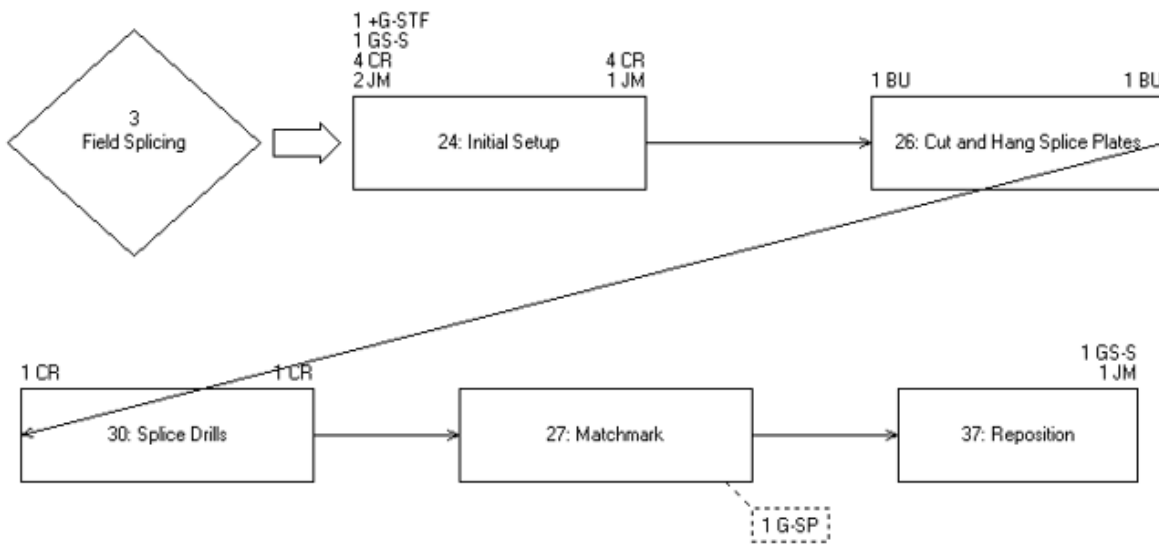 1 +G-STF
1 GS-S
4 CR
2 JM
4 CR
1 JM
1 BU
1 BU
3
Field Splicing
24: Initial Setup
26: Cut and Hang Splice Plates
1 CR
1 CR
1 GS-S
1 JM
30: Splice Drills
27: Matchmark
37: Reposition
1 G-SP